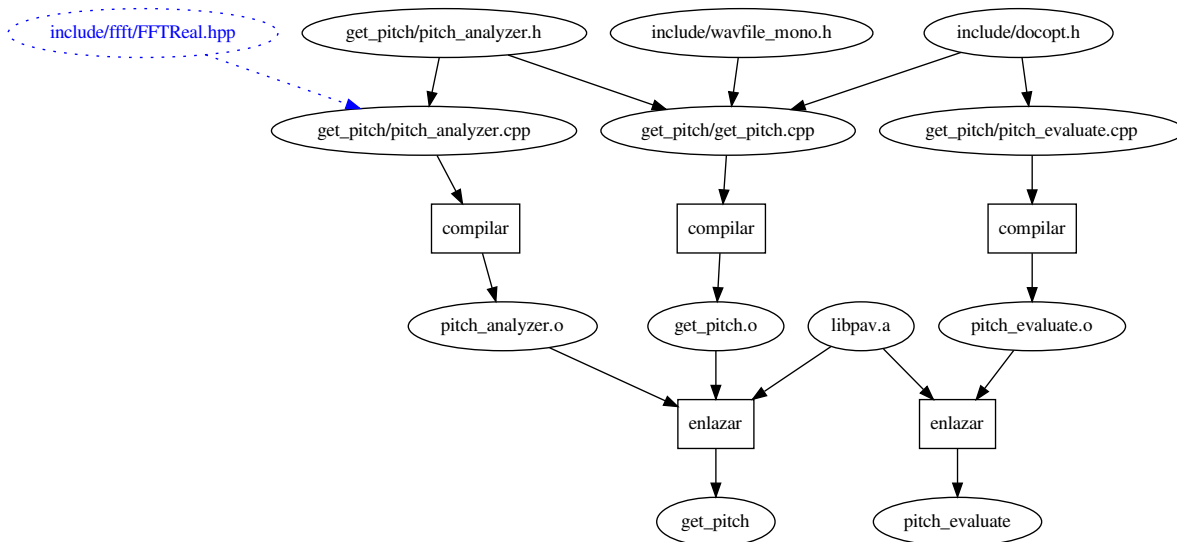 include/ffft/FFTReal.hpp
get_pitch/pitch_analyzer.h
include/wavfile_mono.h
include/docopt.h
get_pitch/pitch_analyzer.cpp
get_pitch/get_pitch.cpp
get_pitch/pitch_evaluate.cpp
compilar
compilar
compilar
pitch_analyzer.o
get_pitch.o
libpav.a
pitch_evaluate.o
enlazar
enlazar
get_pitch
pitch_evaluate